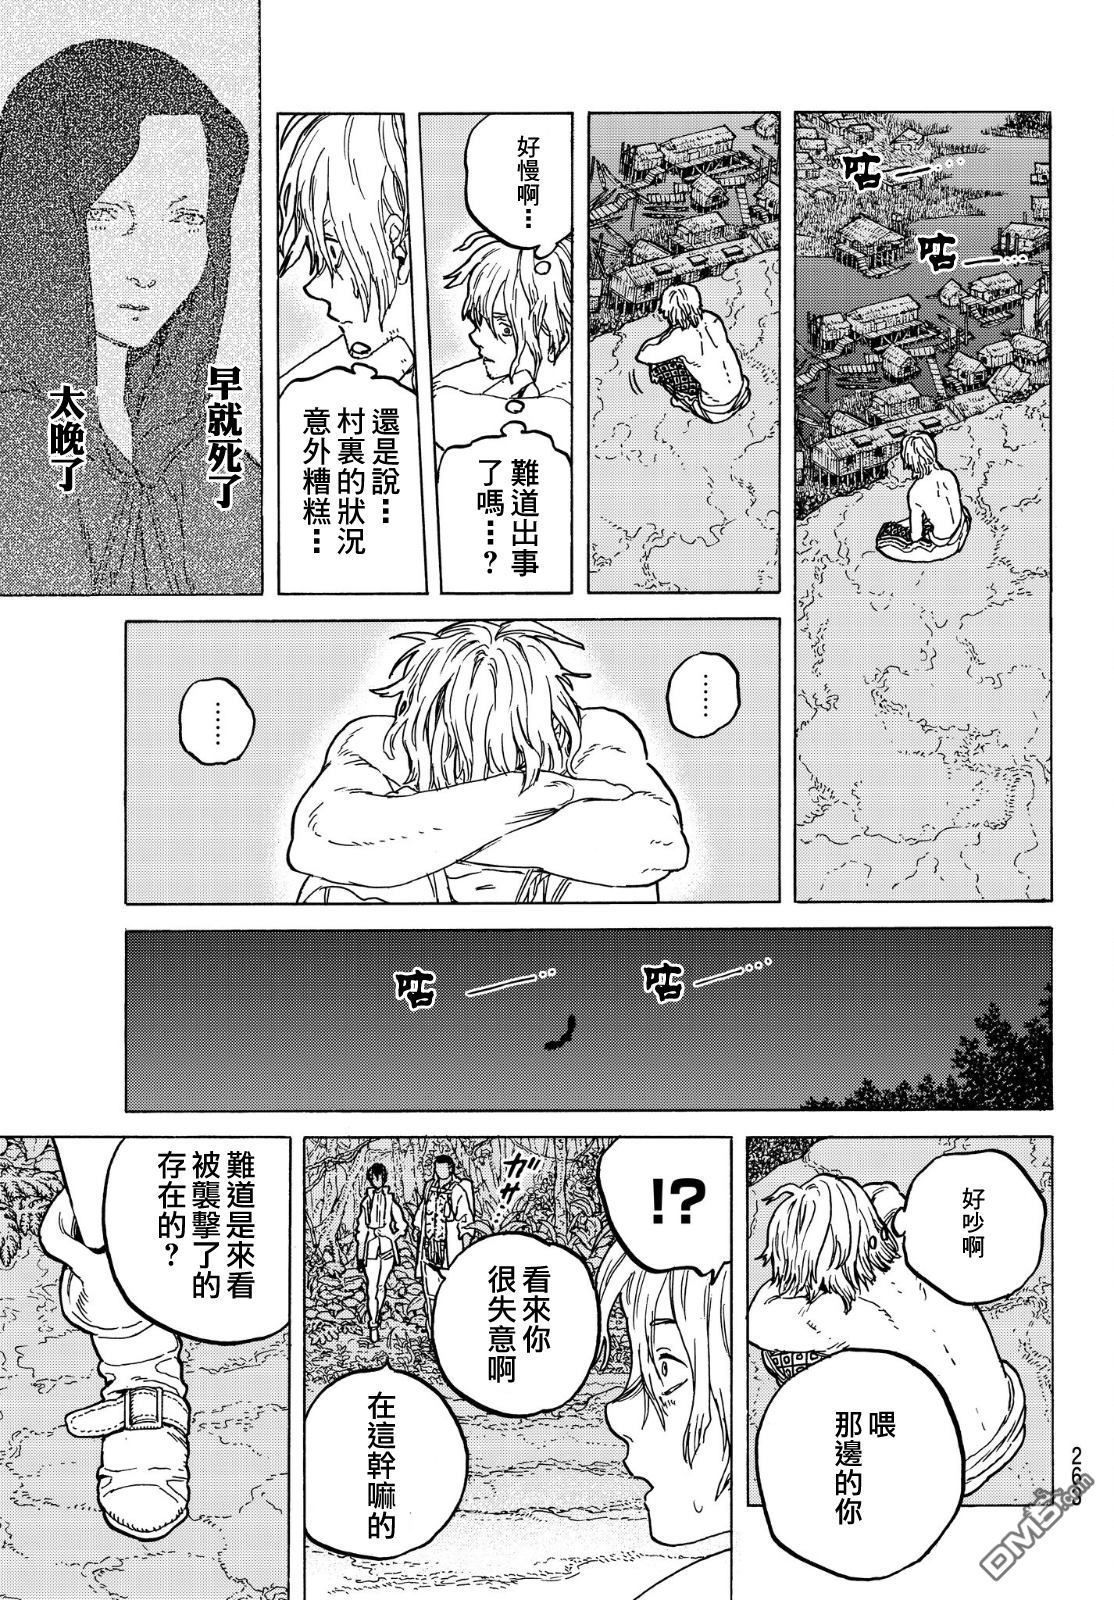 咕——…
咕——…
好慢啊…
難道出事
了嗎…?
還是說…
村裏的狀況
意外糟糕…
早就死了
太晚了
……
……
咕——…
咕——…
好吵啊
喂
那邊的你
!?
ガサ…
看來你
很失意啊
在這幹嘛的
難道是來看
被襲擊了的
存在的?
DM5.com